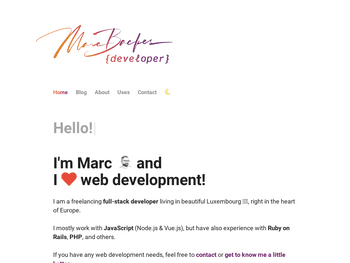 Marc Backes
{developer}
Home Blog About Uses Contact
Hello!
I'm Marc and
I ❤️ web development!
I am a freelancing full-stack developer living in beautiful Luxembourg 🇱🇺, right in the heart
of Europe.
I mostly work with JavaScript (Node.js & Vue.js), but have also experience with Ruby on
Rails, PHP, and others.
If you have any web development needs, feel free to contact or get to know me a little